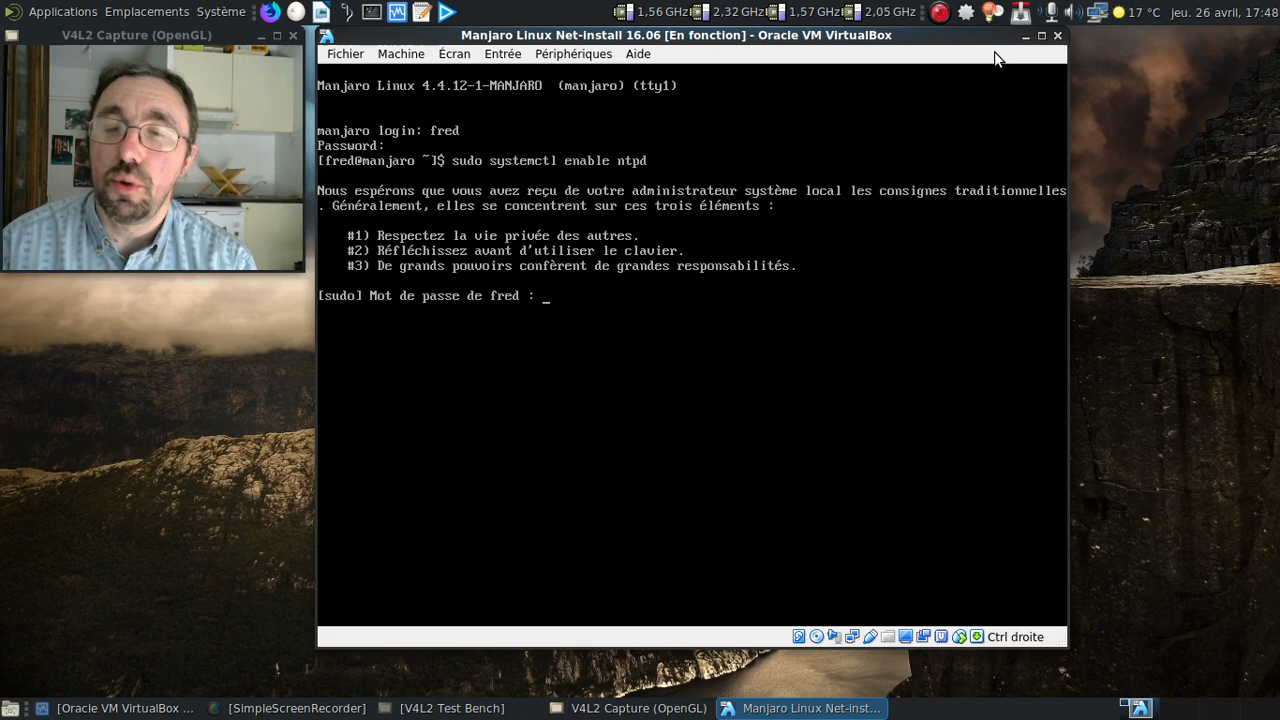 Applications Emplacements Système 1,56 GHz 2,32 GHz 1,57 GHz 2,05 GHz 17 °C jeu. 26 avril, 17:48
V4L2 Capture (OpenGL)
Manjaro Linux Net-install 16.06 [En fonction] - Oracle VM VirtualBox
Fichier Machine Écran Entrée Périphériques Aide
Manjaro Linux 4.4.12-1-MANJARO (manjaro) (tty1)
manjaro login: fred
Password:
[fred@manjaro ~]$ sudo systemctl enable ntpd
Nous espérons que vous avez reçu de votre administrateur système local les consignes traditionnelles
. Généralement, elles se concentrent sur ces trois éléments :
#1) Respectez la vie privée des autres.
#2) Réfléchissez avant d'utiliser le clavier.
#3) De grands pouvoirs confèrent de grandes responsabilités.
[sudo] Mot de passe de fred : _
Ctrl droite
[Oracle VM VirtualBox ... [SimpleScreenRecorder] [V4L2 Test Bench] V4L2 Capture (OpenGL) Manjaro Linux Net-inst...